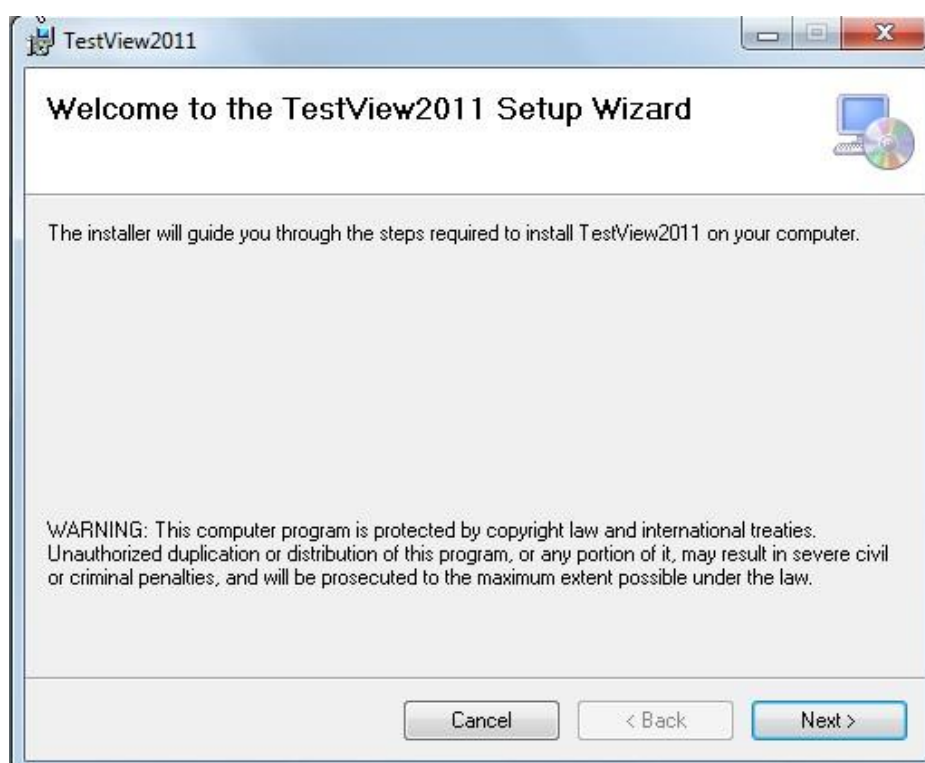 TestView2011
Welcome to the TestView2011 Setup Wizard
The installer will guide you through the steps required to install TestView2011 on your computer.
WARNING: This computer program is protected by copyright law and international treaties.
Unauthorized duplication or distribution of this program, or any portion of it, may result in severe civil
or criminal penalties, and will be prosecuted to the maximum extent possible under the law.
Cancel < Back Next >